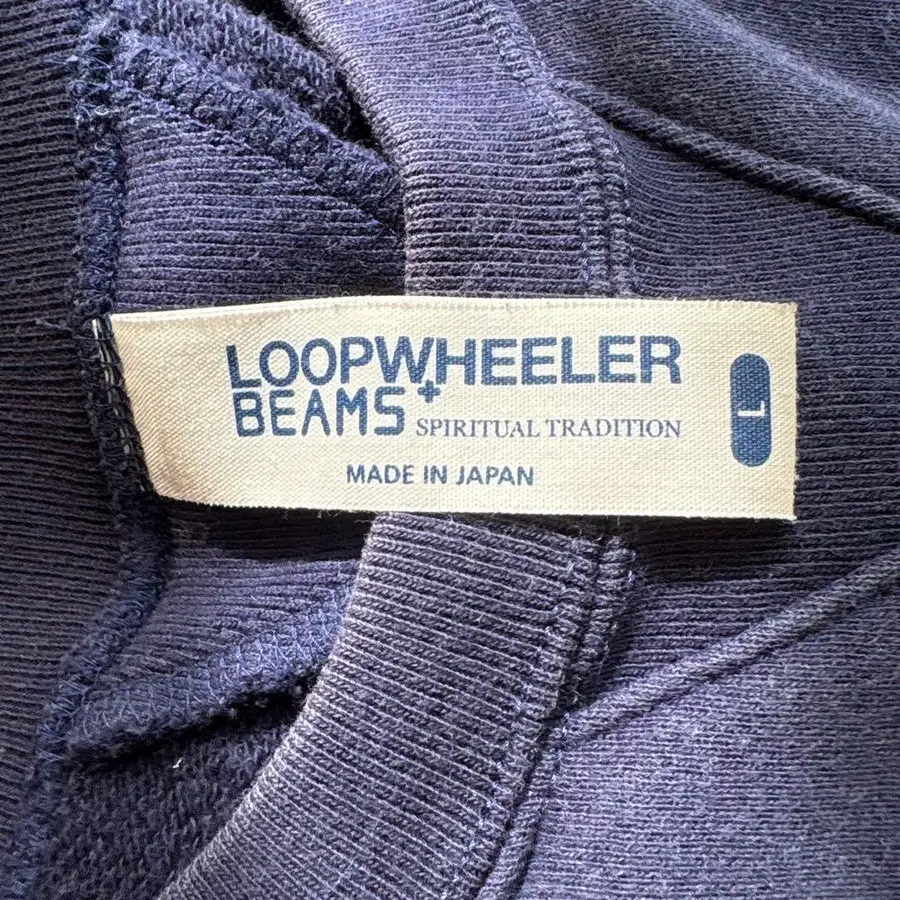 LOOPWHEELER
BEAMS+ SPIRITUAL TRADITION
MADE IN JAPAN
L